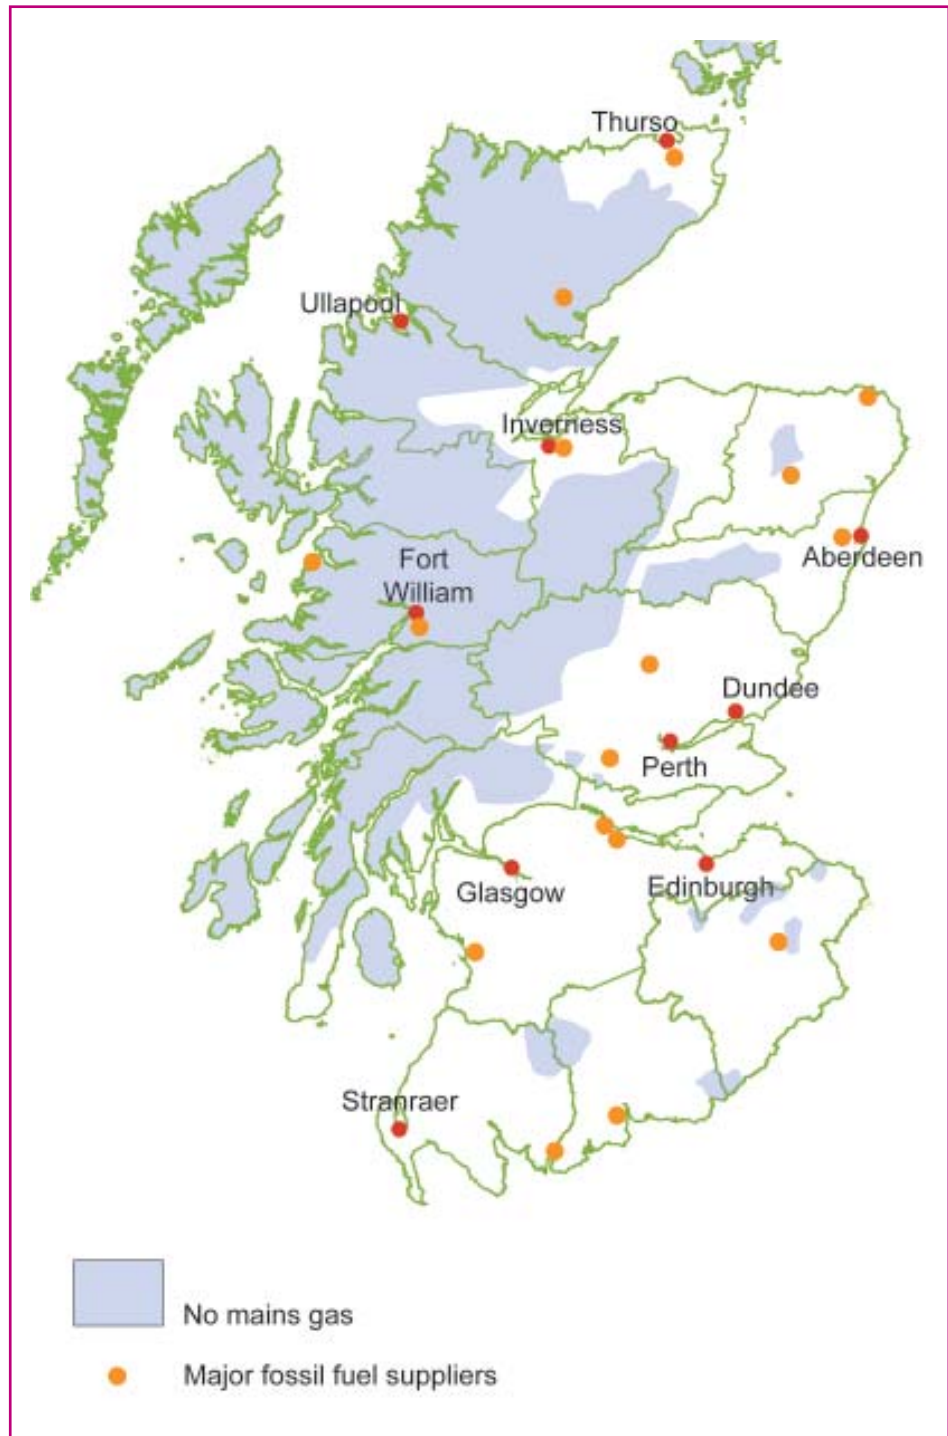 Thurso
Ullapool
Inverness
Aberdeen
Fort
William
Dundee
Perth
Glasgow
Edinburgh
Stranraer
No mains gas
Major fossil fuel suppliers